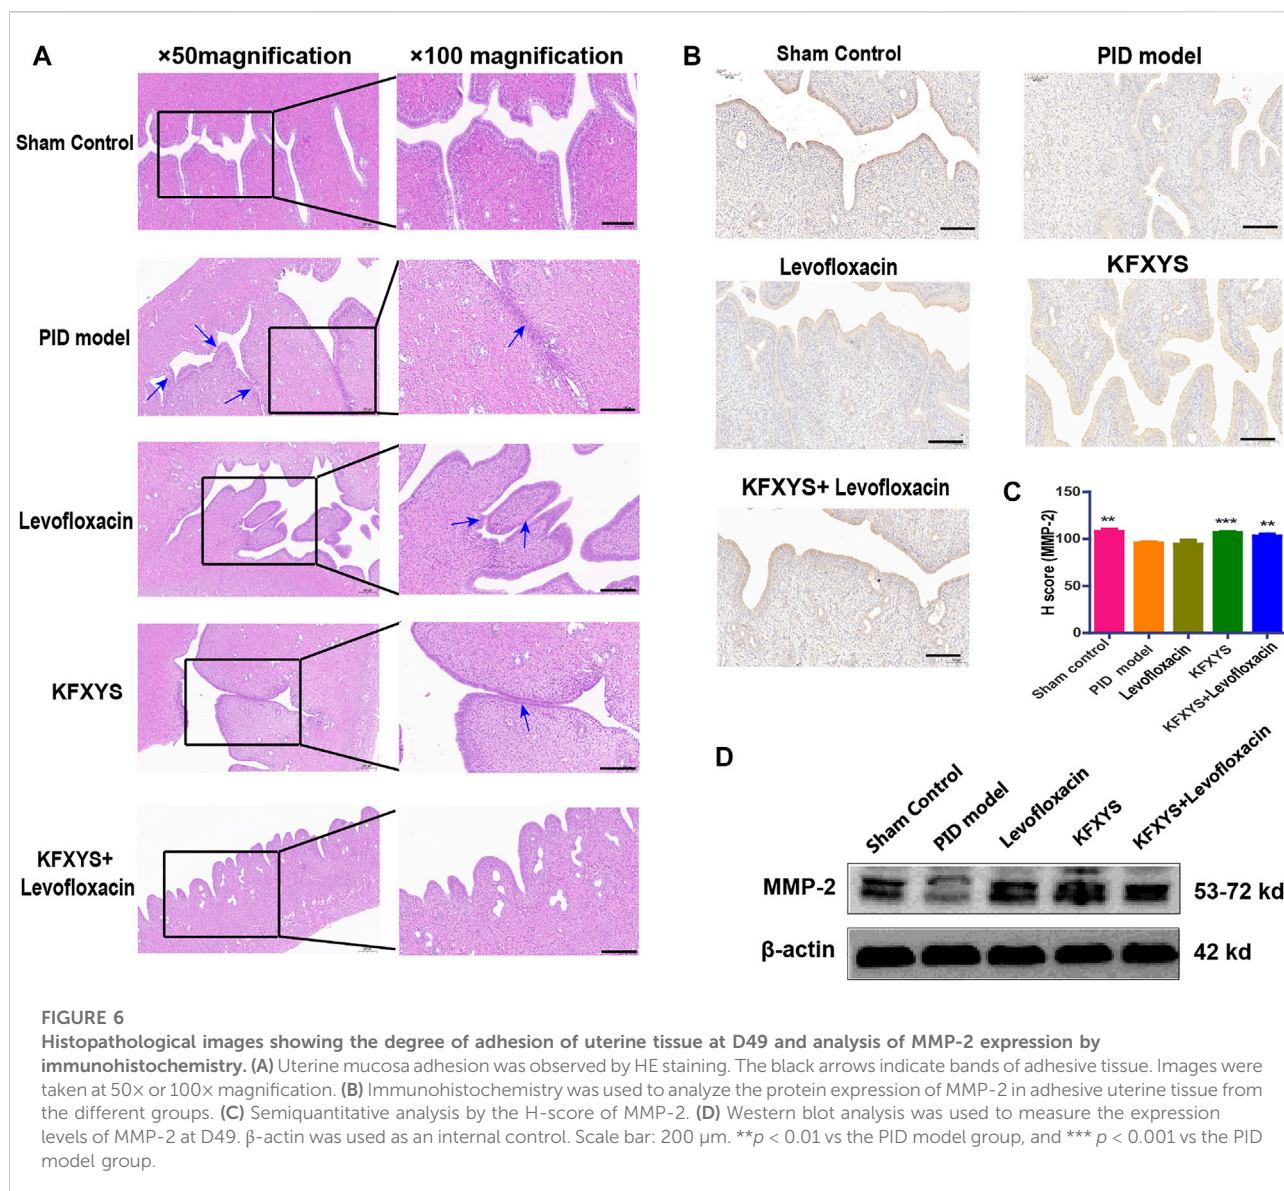 A
×50magnification
×100 magnification
Sham Control
PID model
Levofloxacin
KFXYS
KFXYS+
Levofloxacin
B
Sham Control
PID model
Levofloxacin
KFXYS
KFXYS+ Levofloxacin
C
H score (MMP-2)
150
100
50
0
**
***
**
Sham control
PID model
Levofloxacin
KFXYS
KFXYS+Levofloxacin
D
Sham Control
PID model
Levofloxacin
KFXYS
KFXYS+Levofloxacin
MMP-2
53-72 kd
β-actin
42 kd
FIGURE 6
Histopathological images showing the degree of adhesion of uterine tissue at D49 and analysis of MMP-2 expression by
immunohistochemistry. (A) Uterine mucosa adhesion was observed by HE staining. The black arrows indicate bands of adhesive tissue. Images were
taken at 50× or 100× magnification. (B) Immunohistochemistry was used to analyze the protein expression of MMP-2 in adhesive uterine tissue from
the different groups. (C) Semiquantitative analysis by the H-score of MMP-2. (D) Western blot analysis was used to measure the expression
levels of MMP-2 at D49. β-actin was used as an internal control. Scale bar: 200 μm. **p < 0.01 vs the PID model group, and *** p < 0.001 vs the PID
model group.